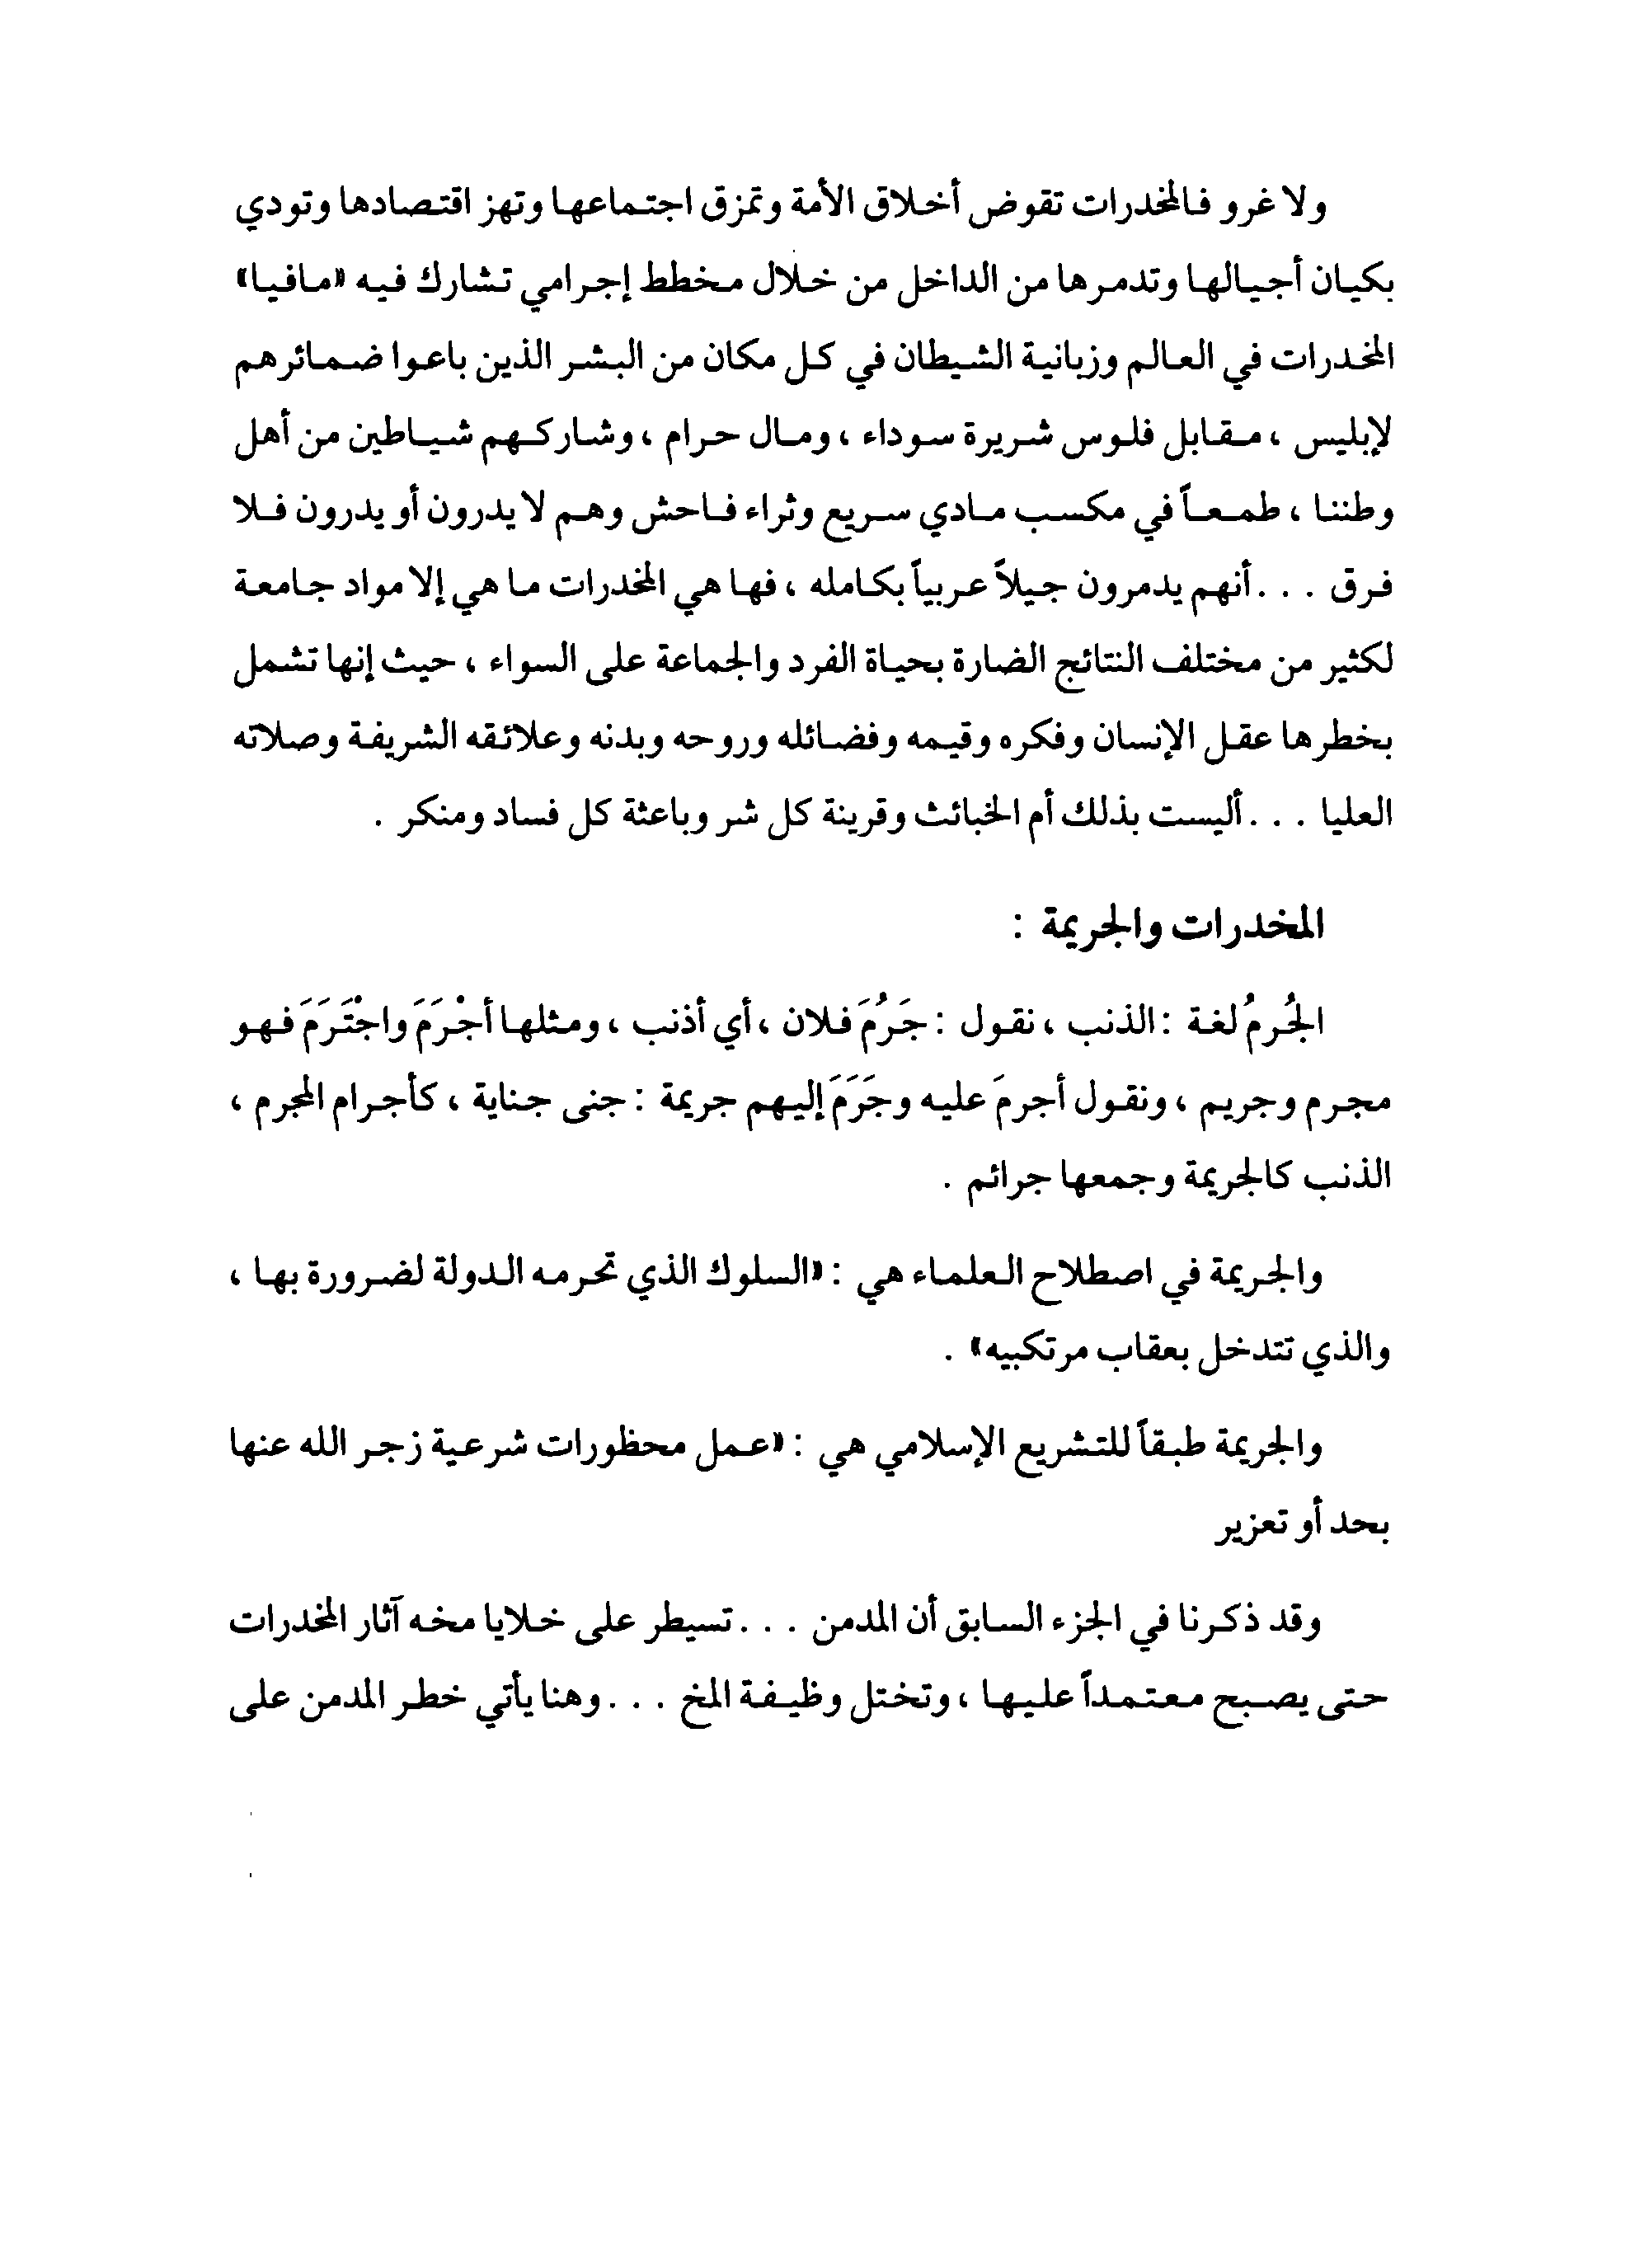 ولا غرو فالمخدرات تقوض أخلاق الأمة وتمزق اجتماعها وتهز اقتصادها وتودي
بكيان أجيالها وتدمرها من الداخل من خلال مخطط إجرامي تشارك فيه «مافيا»
المخدرات في العالم وزبانية الشيطان في كل مكان من البشر الذين باعوا ضمائرهم
لإبليس ، مقابل فلوس شريرة سوداء ، ومال حرام ، وشاركهم شياطين من أهل
وطننا ، طمعاً في مكسب مادي سريع وثراء فاحش وهم لا يدرون أو يدرون فلا
فرق . . . أنهم يدمرون جيلاً عربياً بكامله ، فها هي المخدرات ما هي إلا مواد جامعة
لكثير من مختلف النتائج الضارة بحياة الفرد والجماعة على السواء ، حيث إنها تشمل
بخطرها عقل الإنسان وفكره وقيمه وفضائله وروحه وبدنه وعلائقه الشريفة وصلاته
العليا . . . أليست بذلك أم الخبائث وقرينة كل شر وباعثة كل فساد ومنكر .
المخدرات والجريمة :
الجُرمُ لغة : الذنب ، نقول : جَرُمَ فلان ، أي أذنب ، ومثلها أجْرَمَ واجْتَرَمَ فهو
مجرم وجريم ، ونقول أجرمَ عليه وجَرَمَ إليهم جريمة : جنى جناية ، كأجرام المجرم ،
الذنب كالجريمة وجمعها جرائم .
والجريمة في اصطلاح العلماء هي : «السلوك الذي تحرمه الدولة لضرورة بها ،
والذي تتدخل بعقاب مرتكبيه» .
والجريمة طبقاً للتشريع الإسلامي هي : «عمل محظورات شرعية زجر الله عنها
بحد أو تعزير
وقد ذكرنا في الجزء السابق أن المدمن . . . تسيطر على خلايا مخه آثار المخدرات
حتى يصبح معتمداً عليها ، وتختل وظيفة المخ . . . وهنا يأتي خطر المدمن على